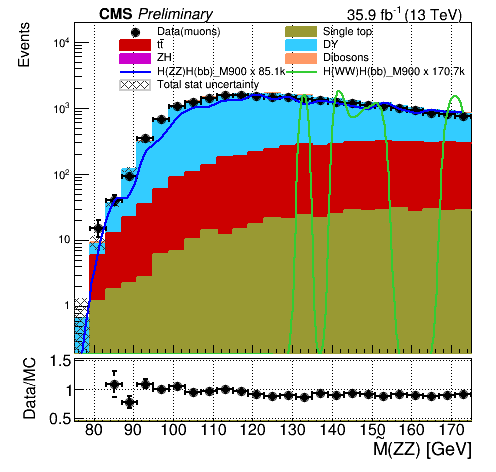 CMS Preliminary 35.9 fb⁻¹ (13 TeV)
Data(muons) Single top
tt̄ DY
ZH Dibosons
H(ZZ)H(bb)_M900 x 85.1k H(WW)H(bb)_M900 x 170.7k
Total stat uncertainty
Events
10⁴
10³
10²
10
1
Data/MC
1.5
1
0.5
80 90 100 110 120 130 140 150 160 170
M̃(ZZ) [GeV]